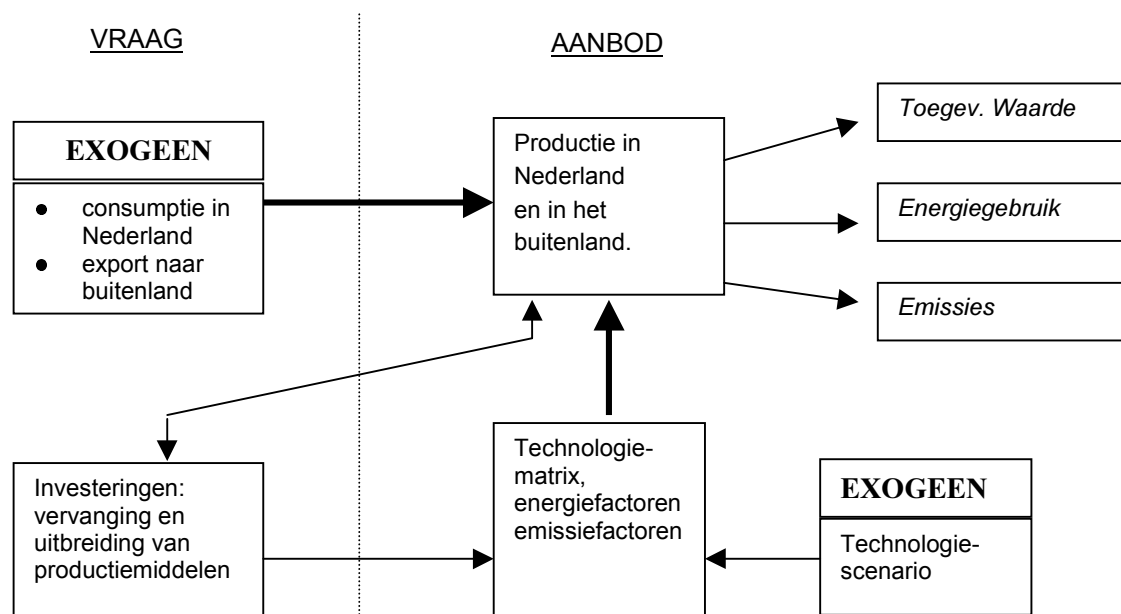 VRAAG
AANBOD
EXOGEEN
● consumptie in
Nederland
● export naar
buitenland
Productie in
Nederland
en in het
buitenland.
Toegev. Waarde
Energiegebruik
Emissies
Investeringen:
vervanging en
uitbreiding van
productiemiddelen
Technologie-
matrix,
energiefactoren
emissiefactoren
EXOGEEN
Technologie-
scenario